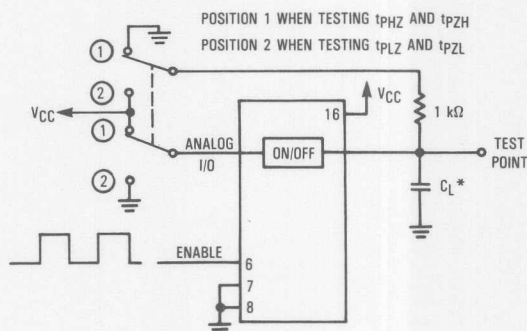 POSITION 1 WHEN TESTING tPHZ AND tPZH
POSITION 2 WHEN TESTING tPLZ AND tPZL
1
2
VCC
1
2
ANALOG
I/O
ON/OFF
16
VCC
1 kΩ
TEST
POINT
CL*
ENABLE
6
7
8